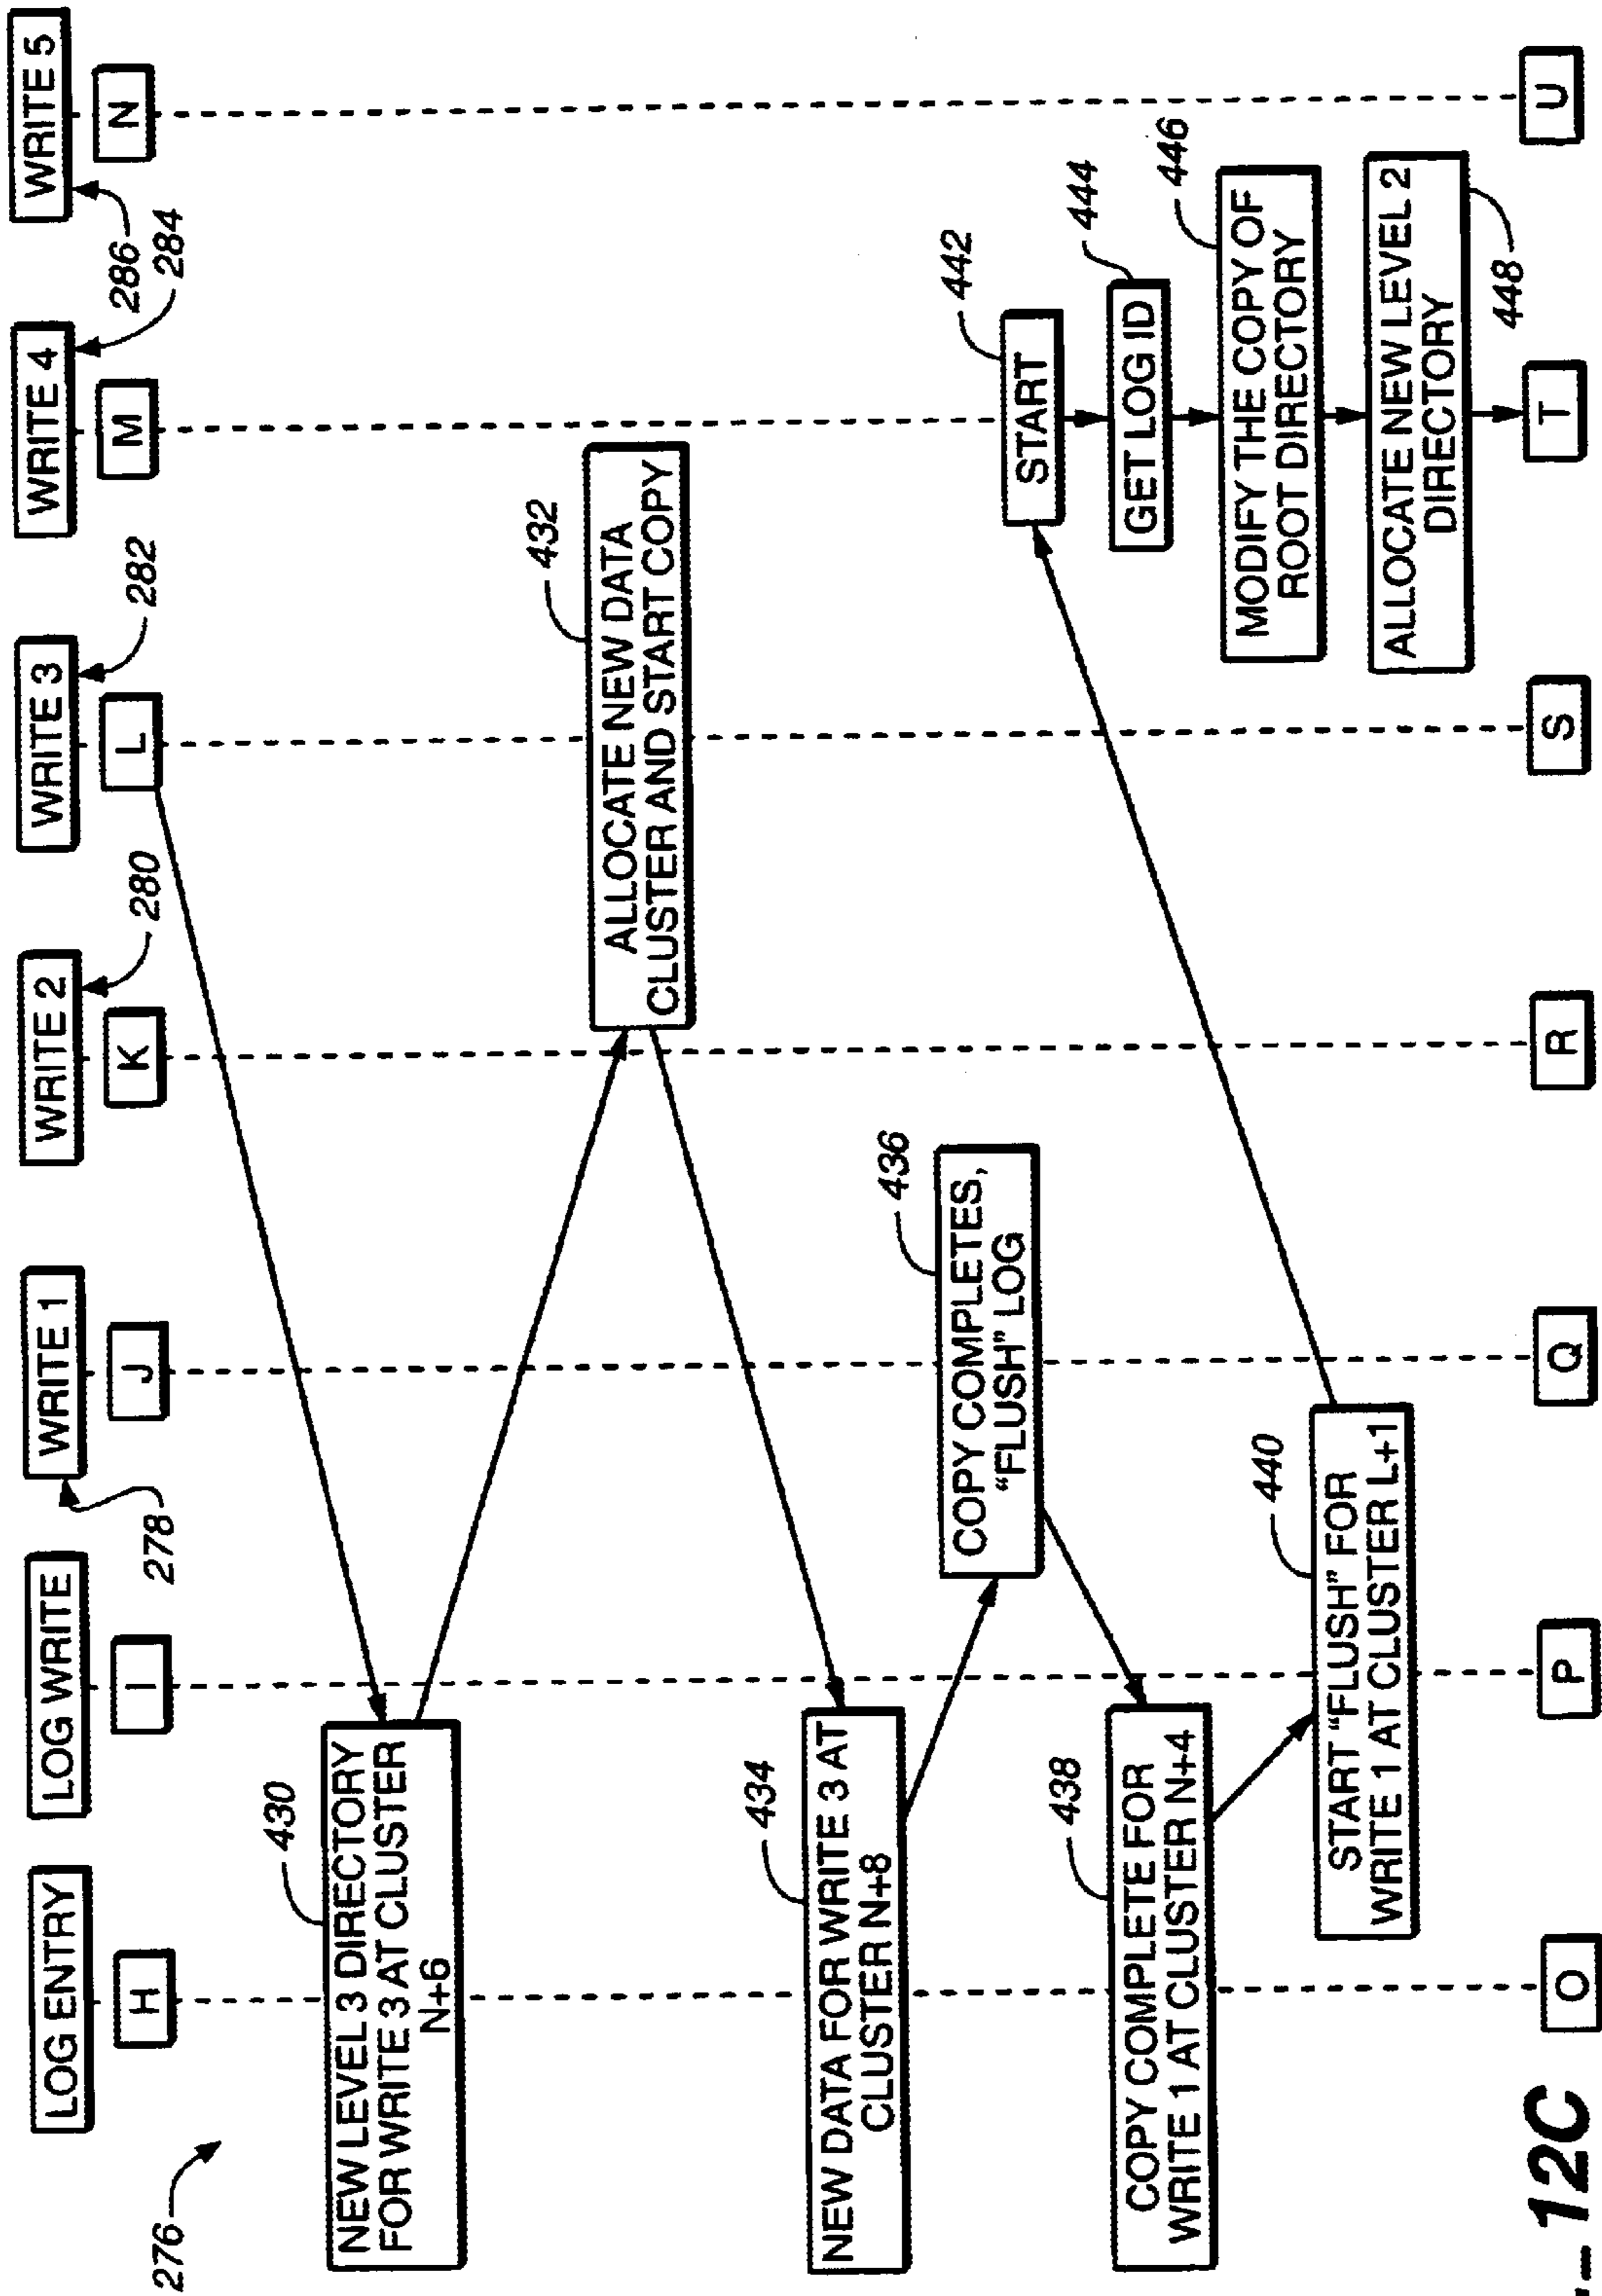 LOG ENTRY
LOG WRITE
WRITE 1
WRITE 2
WRITE 3
WRITE 4
WRITE 5
276
278
280
282
284
286
H
I
J
K
L
M
N
430
NEW LEVEL 3 DIRECTORY
FOR WRITE 3 AT CLUSTER
N+6
432
ALLOCATE NEW DATA
CLUSTER AND START COPY
434
NEW DATA FOR WRITE 3 AT
CLUSTER N+8
436
COPY COMPLETES,
"FLUSH" LOG
438
COPY COMPLETE FOR
WRITE 1 AT CLUSTER N+4
440
START "FLUSH" FOR
WRITE 1 AT CLUSTER L+1
442
START
444
GET LOG ID
446
MODIFY THE COPY OF
ROOT DIRECTORY
ALLOCATE NEW LEVEL 2
DIRECTORY
448
O
P
Q
R
S
T
U
12C